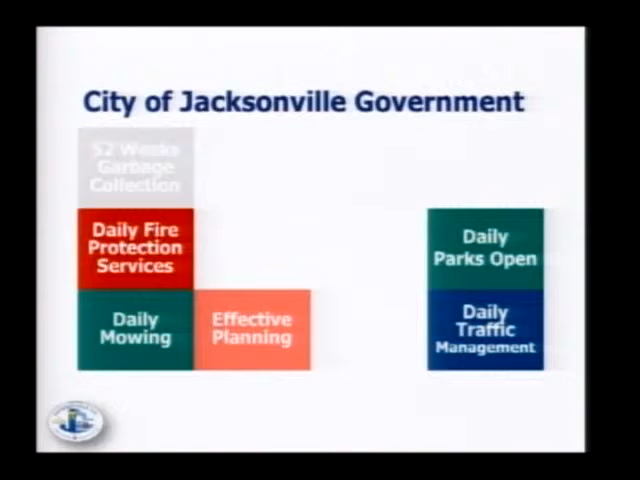 City of Jacksonville Government
52 Weeks
Garbage
Collection
Daily Fire
Protection
Services
Daily
Parks Open
Daily
Mowing
Effective
Planning
Daily
Traffic
Management